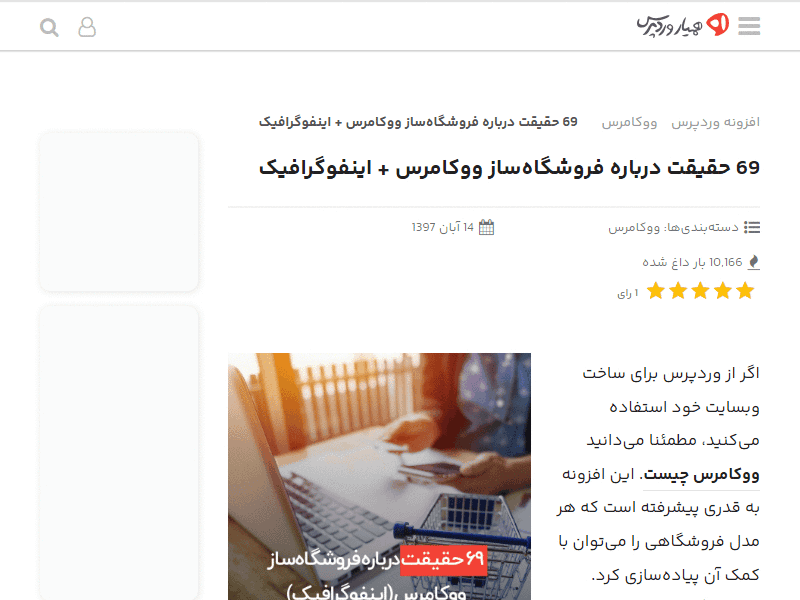 همیار وردپرس
افزونه وردپرس ووکامرس 69 حقیقت درباره فروشگاه‌ساز ووکامرس + اینفوگرافیک
69 حقیقت درباره فروشگاه‌ساز ووکامرس + اینفوگرافیک
دسته‌بندی‌ها: ووکامرس
14 آبان 1397
10,166 بار داغ شده
1 رای
اگر از وردپرس برای ساخت
وبسایت خود استفاده
می‌کنید، مطمئنا می‌دانید
ووکامرس چیست. این افزونه
به قدری پیشرفته است که هر
مدل فروشگاهی را می‌توان با
کمک آن پیاده‌سازی کرد.
۶۹ حقیقت درباره فروشگاه‌ساز
ووکامرس (اینفوگرافیک)